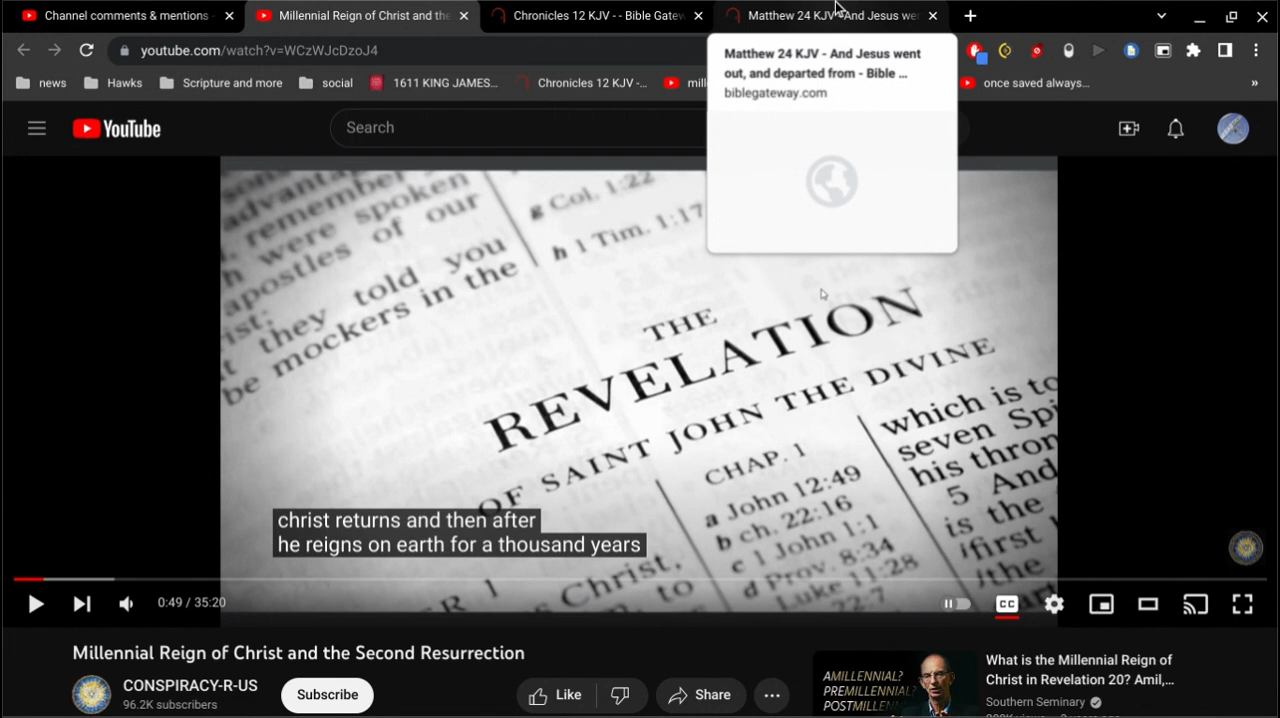 Channel comments & mentions -
Millennial Reign of Christ and the
Chronicles 12 KJV - - Bible Gatew
Matthew 24 KJV - And Jesus we
youtube.com/watch?v=WCzWJcDzoJ4
Matthew 24 KJV - And Jesus went
out, and departed from - Bible ...
biblegateway.com
news
Hawks
Scripture and more
social
1611 KING JAMES...
Chronicles 12 KJV -...
mill
once saved always...
»
YouTube
Search
remember
were spoken
apostles of our
they told you
mockers in the
g Col. 1:22
h 1 Tim. 1:17
THE
REVELATION
OF SAINT JOHN THE DIVINE
CHAP. 1
a John 12:49
b ch. 22:16
c 1 John 1:1
d Prov. 8:34
Luke 11:28
22:7
which is to
seven Spi
his thron
5 And
is the
first
the
Christ,
to
christ returns and then after
he reigns on earth for a thousand years
0:49 / 35:20
CC
Millennial Reign of Christ and the Second Resurrection
CONSPIRACY-R-US
96.2K subscribers
Subscribe
Like
Share
...
AMILLENNIAL?
PREMILLENNIAL?
POSTMILLEN
What is the Millennial Reign of
Christ in Revelation 20? Amil,...
Southern Seminary